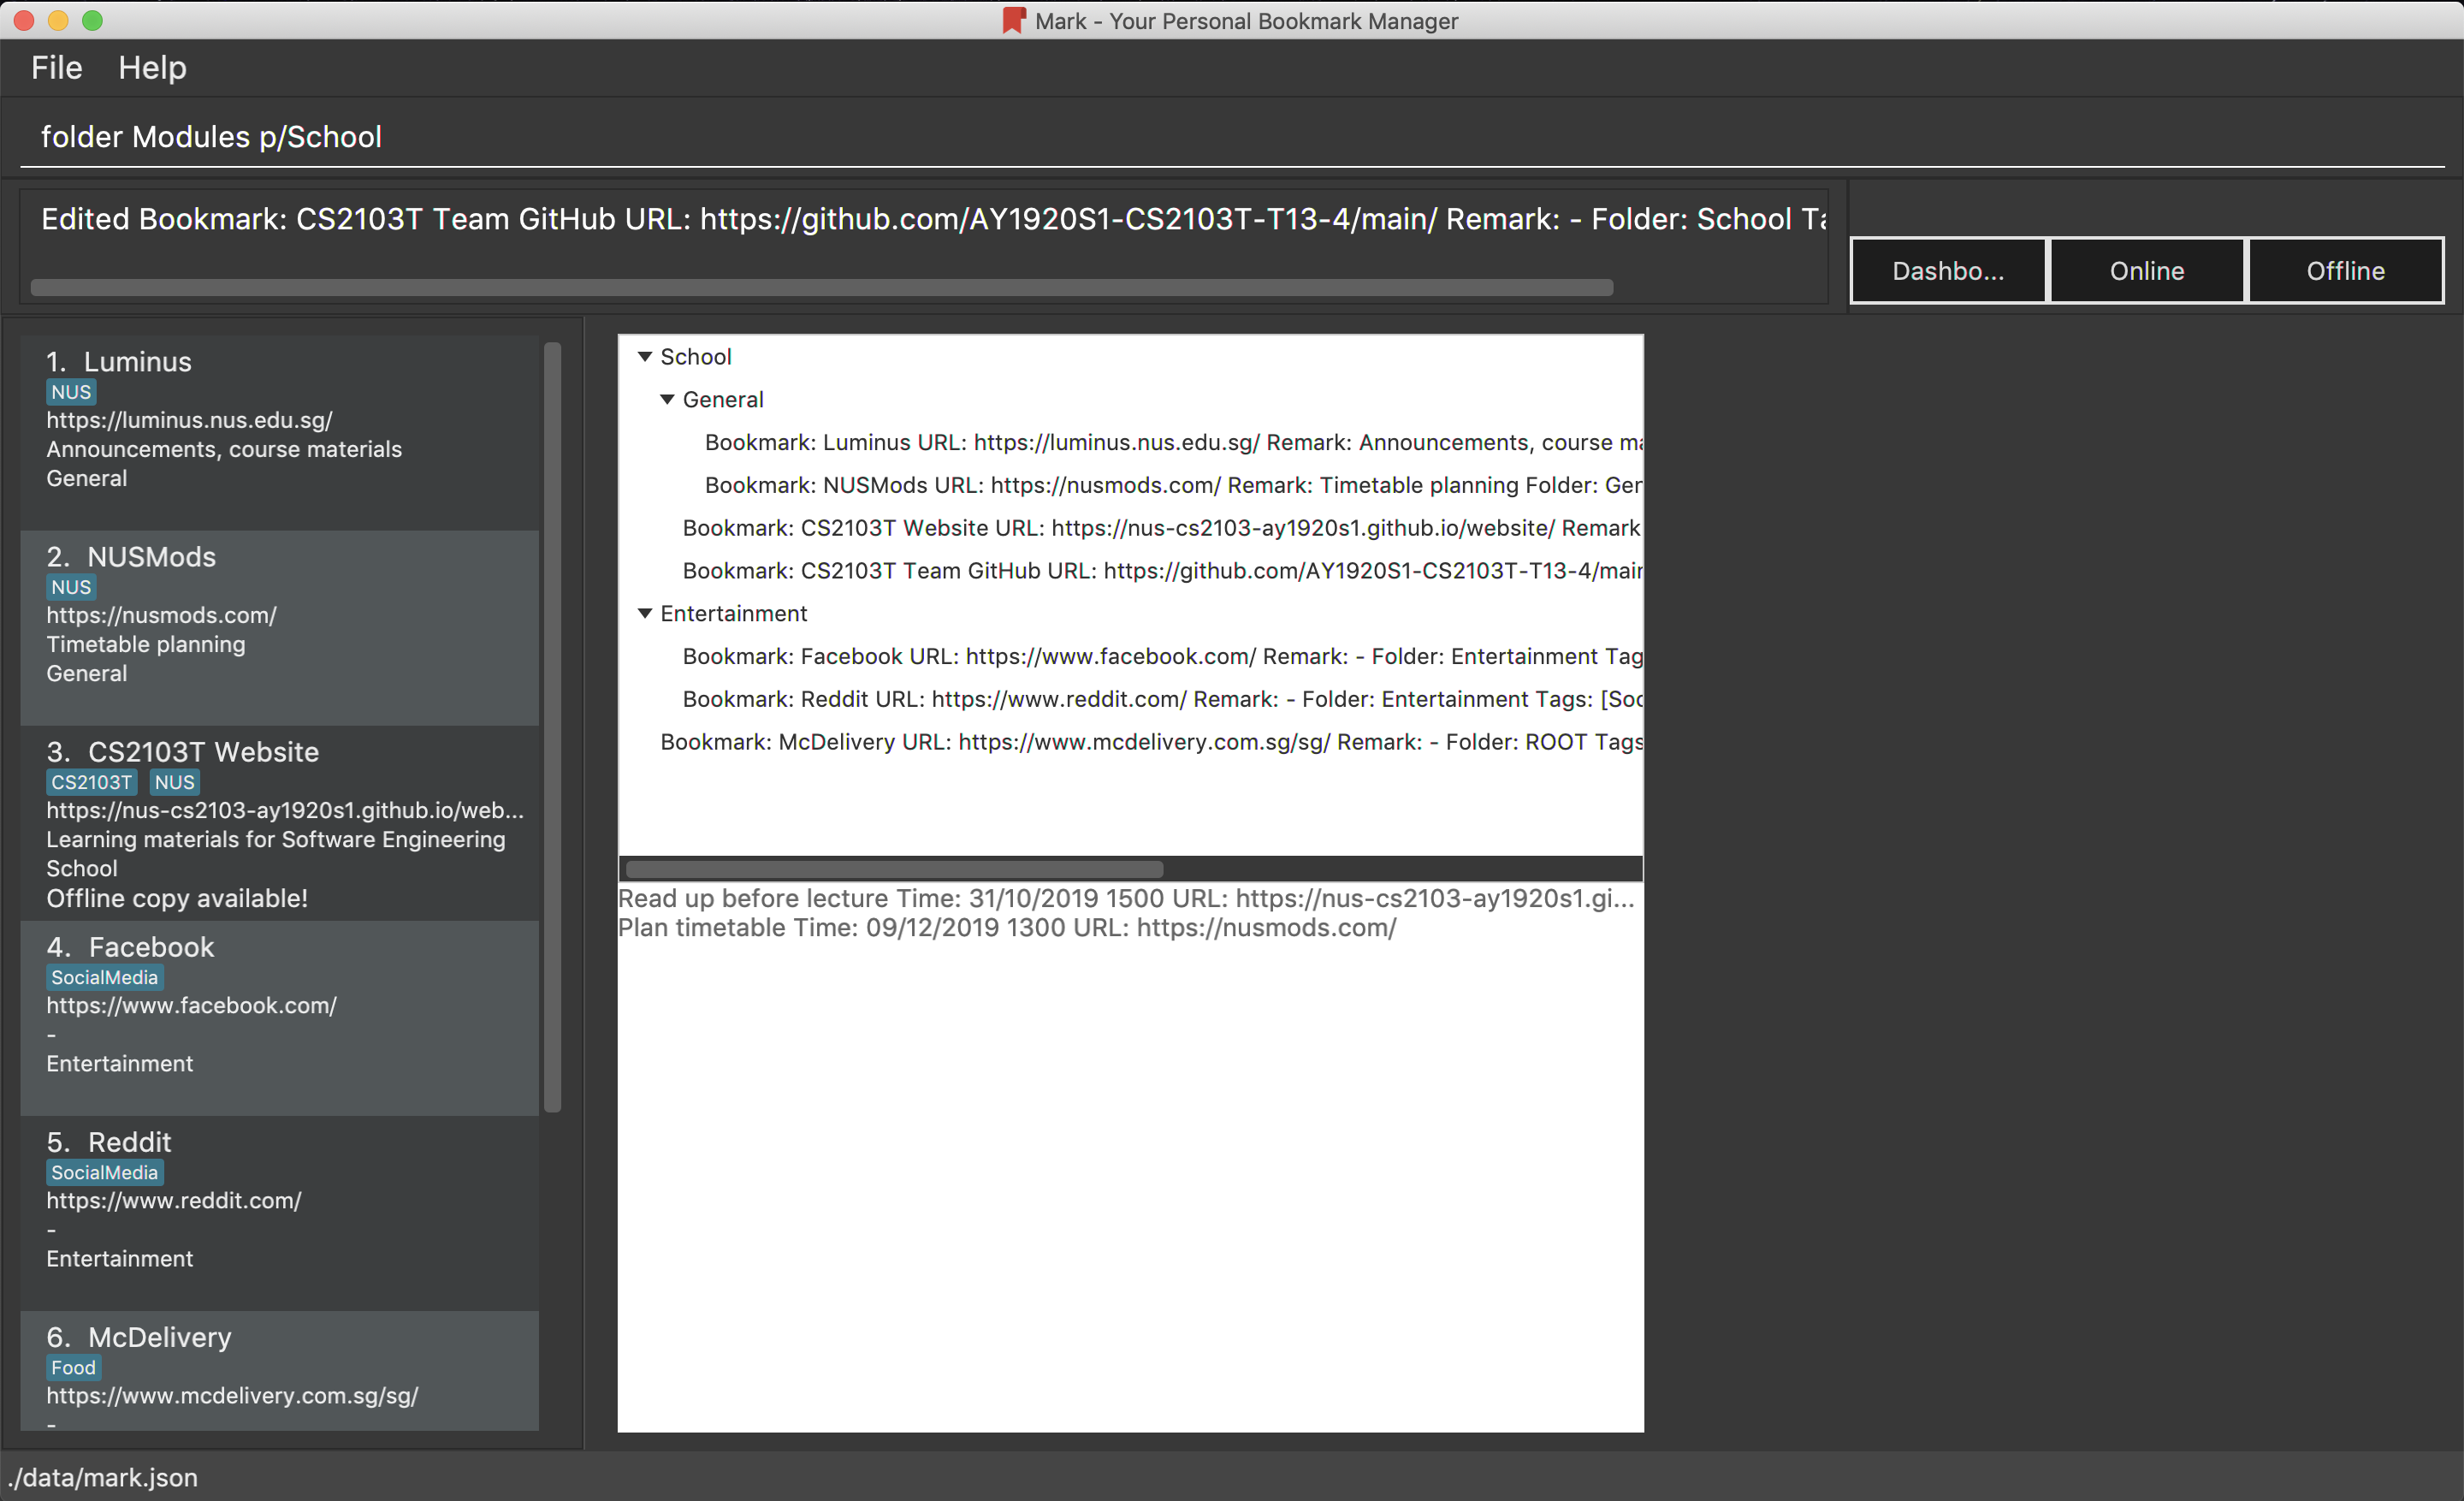 Mark - Your Personal Bookmark Manager
File Help
folder Modules p/School
Edited Bookmark: CS2103T Team GitHub URL: https://github.com/AY1920S1-CS2103T-T13-4/main/ Remark: - Folder: School
Dashbo... Online Offline
1. Luminus
NUS
https://luminus.nus.edu.sg/
Announcements, course materials
General
2. NUSMods
NUS
https://nusmods.com/
Timetable planning
General
3. CS2103T Website
CS2103T NUS
https://nus-cs2103-ay1920s1.github.io/web...
Learning materials for Software Engineering
School
Offline copy available!
4. Facebook
SocialMedia
https://www.facebook.com/
-
Entertainment
5. Reddit
SocialMedia
https://www.reddit.com/
-
Entertainment
6. McDelivery
Food
https://www.mcdelivery.com.sg/sg/
-
School
General
Bookmark: Luminus URL: https://luminus.nus.edu.sg/ Remark: Announcements, course
Bookmark: NUSMods URL: https://nusmods.com/ Remark: Timetable planning Folder:
Bookmark: CS2103T Website URL: https://nus-cs2103-ay1920s1.github.io/website/ Remark
Bookmark: CS2103T Team GitHub URL: https://github.com/AY1920S1-CS2103T-T13-4/main
Entertainment
Bookmark: Facebook URL: https://www.facebook.com/ Remark: - Folder: Entertainment Tag
Bookmark: Reddit URL: https://www.reddit.com/ Remark: - Folder: Entertainment Tags:
Bookmark: McDelivery URL: https://www.mcdelivery.com.sg/sg/ Remark: - Folder: ROOT Tags
Read up before lecture Time: 31/10/2019 1500 URL: https://nus-cs2103-ay1920s1.gi...
Plan timetable Time: 09/12/2019 1300 URL: https://nusmods.com/
./data/mark.json